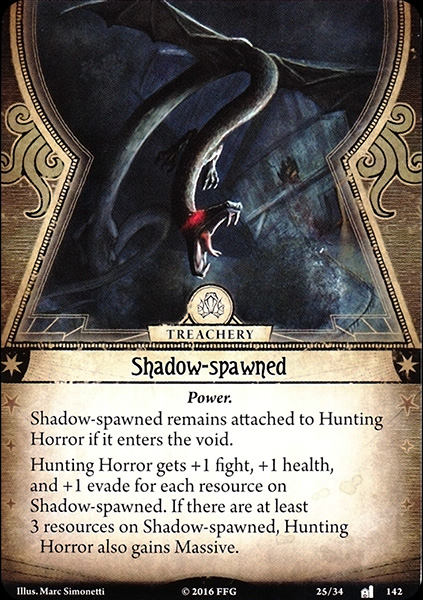 TREACHERY
Shadow-spawned
Power.
Shadow-spawned remains attached to Hunting
Horror if it enters the void.
Hunting Horror gets +1 fight, +1 health,
and +1 evade for each resource on
Shadow-spawned. If there are at least
3 resources on Shadow-spawned, Hunting
Horror also gains Massive.
Illus. Marc Simonetti © 2016 FFG 25/34 142